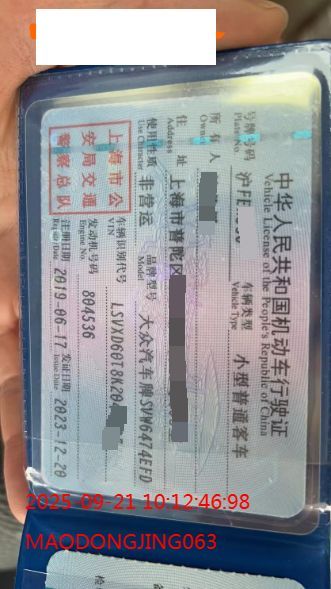 中华人民共和国机动车行驶证
Vehicle License of the People's Republic of China
号牌号码 沪F
Plate No.
车辆类型 小型普通客车
Vehicle Type
所有人
Owner
住址 上海市普陀区
Address
使用性质 非营运
Use Character
品牌型号 大众汽车牌SVW6474EFD
Model
上海市公
安局交通
警察总队
车辆识别代号 LSVXD60T8K20
VIN
发动机号码 804536
Engine No.
注册日期 2019-06-17
Register Date
发证日期 2023-12-20
Issue Date
2025-09-21 10:12:46:98
MAODONGJING063